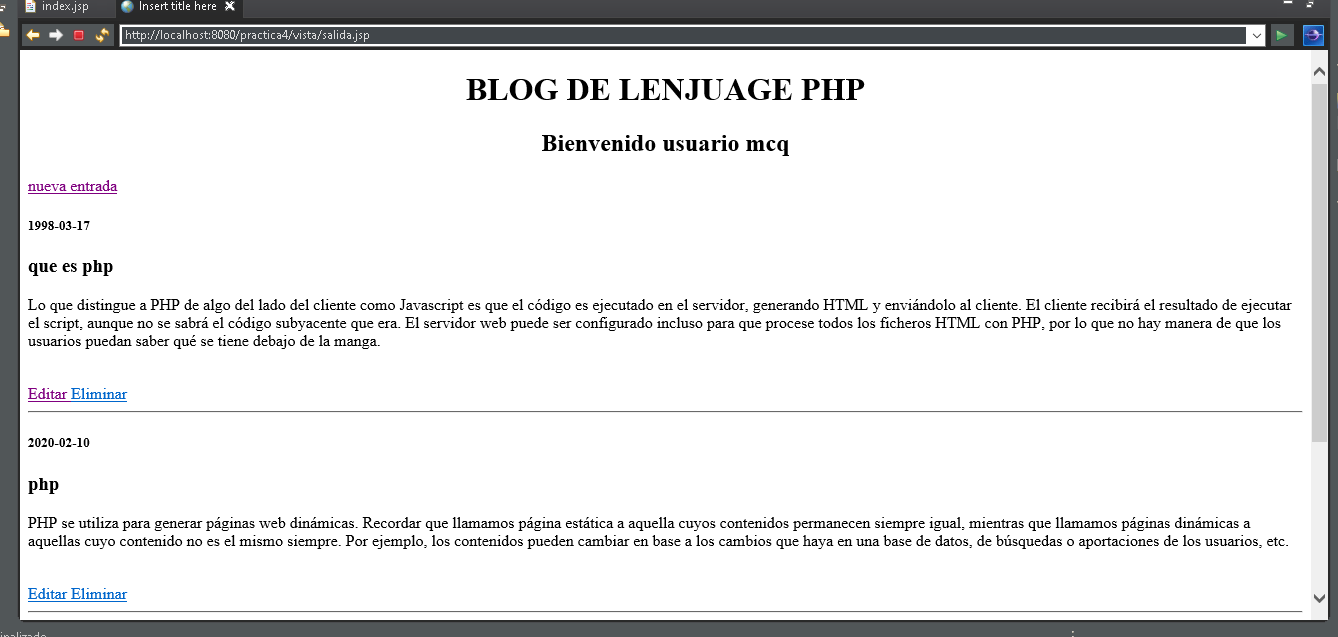 index.jsp Insert title here
http://localhost:8080/practica4/vista/salida.jsp
BLOG DE LENJUAGE PHP
Bienvenido usuario mcq
nueva entrada
1998-03-17
que es php
Lo que distingue a PHP de algo del lado del cliente como Javascript es que el código es ejecutado en el servidor, generando HTML y enviándolo al cliente. El cliente recibirá el resultado de ejecutar
el script, aunque no se sabrá el código subyacente que era. El servidor web puede ser configurado incluso para que procese todos los ficheros HTML con PHP, por lo que no hay manera de que los
usuarios puedan saber qué se tiene debajo de la manga.
Editar Eliminar
2020-02-10
php
PHP se utiliza para generar páginas web dinámicas. Recordar que llamamos página estática a aquella cuyos contenidos permanecen siempre igual, mientras que llamamos páginas dinámicas a
aquellas cuyo contenido no es el mismo siempre. Por ejemplo, los contenidos pueden cambiar en base a los cambios que haya en una base de datos, de búsquedas o aportaciones de los usuarios, etc.
Editar Eliminar